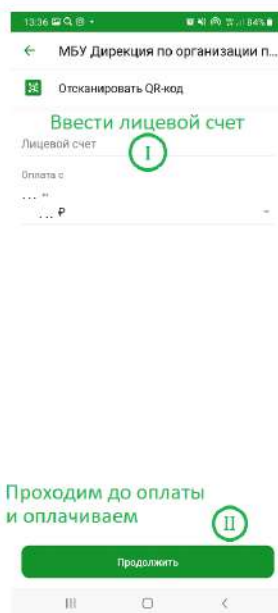 13:36 84%
МБУ Дирекция по организации п...
Отсканировать QR-код
Ввести лицевой счет
Лицевой счет
I
Оплата с
... ₽
Проходим до оплаты
и оплачиваем
II
Продолжить